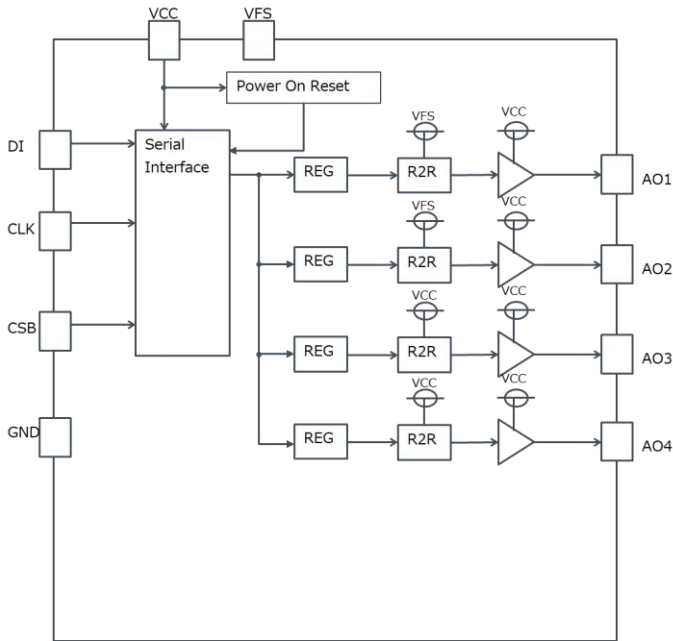 VCC
VFS
Power On Reset
DI
Serial
Interface
VFS
VCC
REG
R2R
AO1
CLK
VFS
VCC
REG
R2R
AO2
CSB
VCC
VCC
REG
R2R
AO3
GND
VCC
VCC
REG
R2R
AO4